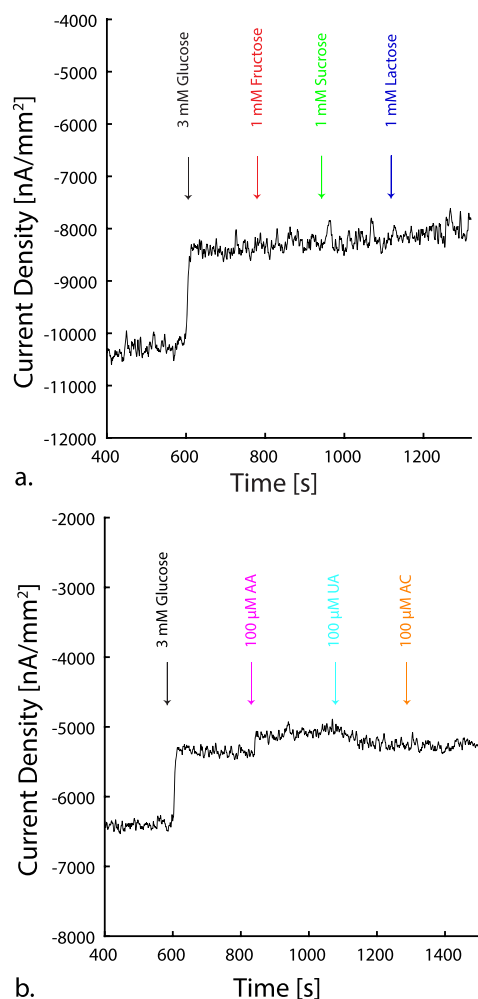 -4000
-5000
-6000
-7000
-8000
-9000
-10000
-11000
-12000
Current Density [nA/mm²]
3 mM Glucose
1 mM Fructose
1 mM Sucrose
1 mM Lactose
400 600 800 1000 1200
Time [s]
a.
-2000
-3000
-4000
-5000
-6000
-7000
-8000
Current Density [nA/mm²]
3 mM Glucose
100 µM AA
100 µM UA
100 µM AC
400 600 800 1000 1200 1400
Time [s]
b.